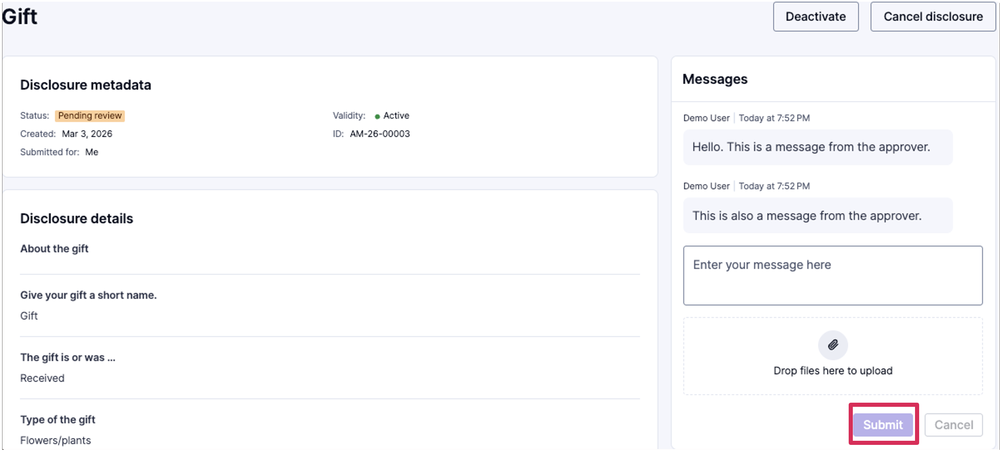 Gift
Deactivate
Cancel disclosure
Disclosure metadata
Status: Pending review
Validity: Active
Created: Mar 3, 2026
ID: AM-26-00003
Submitted for: Me
Disclosure details
About the gift
Give your gift a short name.
Gift
The gift is or was ...
Received
Type of the gift
Flowers/plants
Messages
Demo User | Today at 7:52 PM
Hello. This is a message from the approver.
Demo User | Today at 7:52 PM
This is also a message from the approver.
Enter your message here
Drop files here to upload
Submit
Cancel